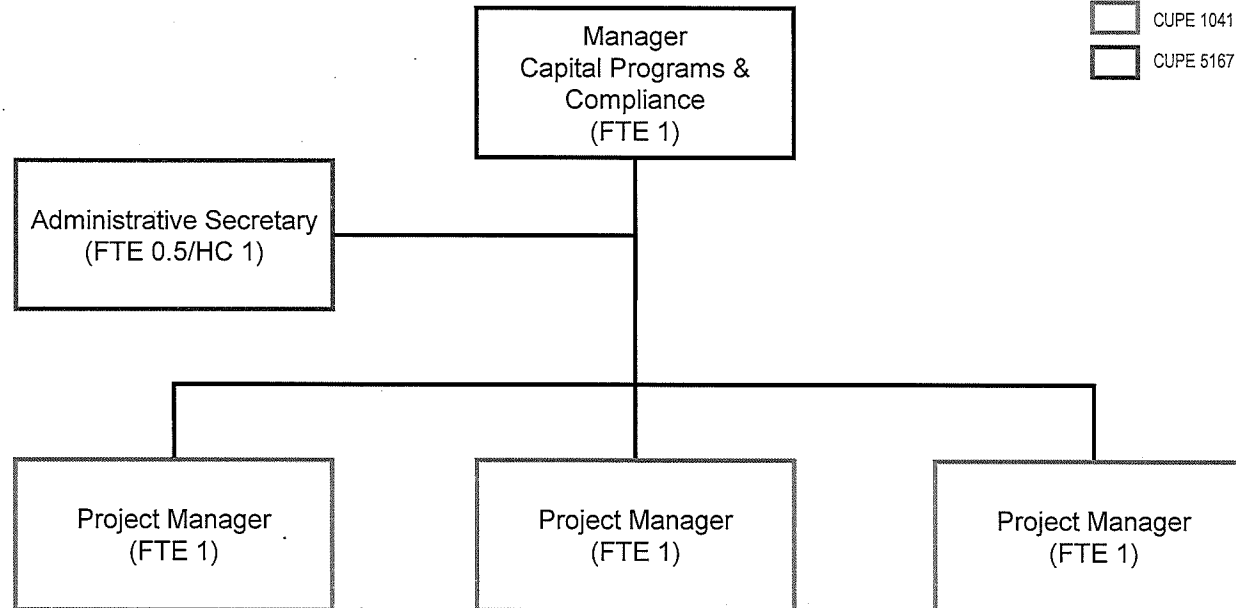 CUPE 1041
CUPE 5167
Manager
Capital Programs &
Compliance
(FTE 1)
Administrative Secretary
(FTE 0.5/HC 1)
Project Manager
(FTE 1)
Project Manager
(FTE 1)
Project Manager
(FTE 1)